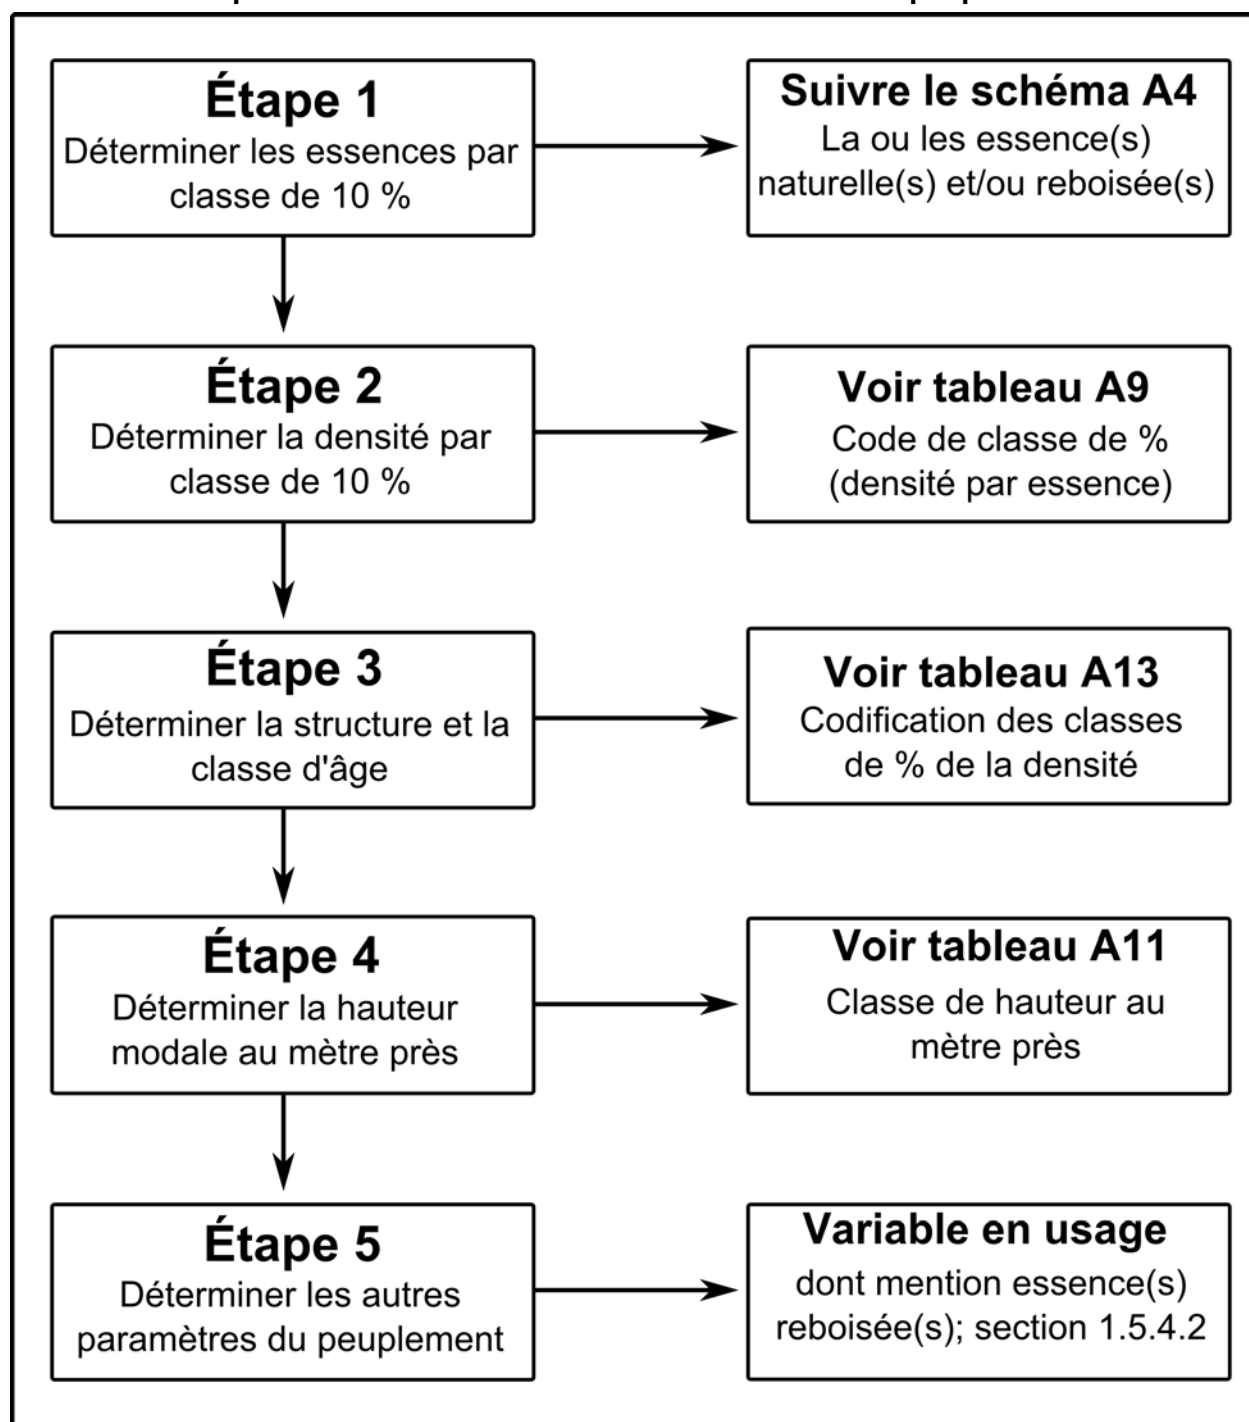 Étape 1
Déterminer les essences par
classe de 10 %
Suivre le schéma A4
La ou les essence(s)
naturelle(s) et/ou reboisée(s)
Étape 2
Déterminer la densité par
classe de 10 %
Voir tableau A9
Code de classe de %
(densité par essence)
Étape 3
Déterminer la structure et la
classe d'âge
Voir tableau A13
Codification des classes
de % de la densité
Étape 4
Déterminer la hauteur
modale au mètre près
Voir tableau A11
Classe de hauteur au
mètre près
Étape 5
Déterminer les autres
paramètres du peuplement
Variable en usage
dont mention essence(s)
reboisée(s); section 1.5.4.2